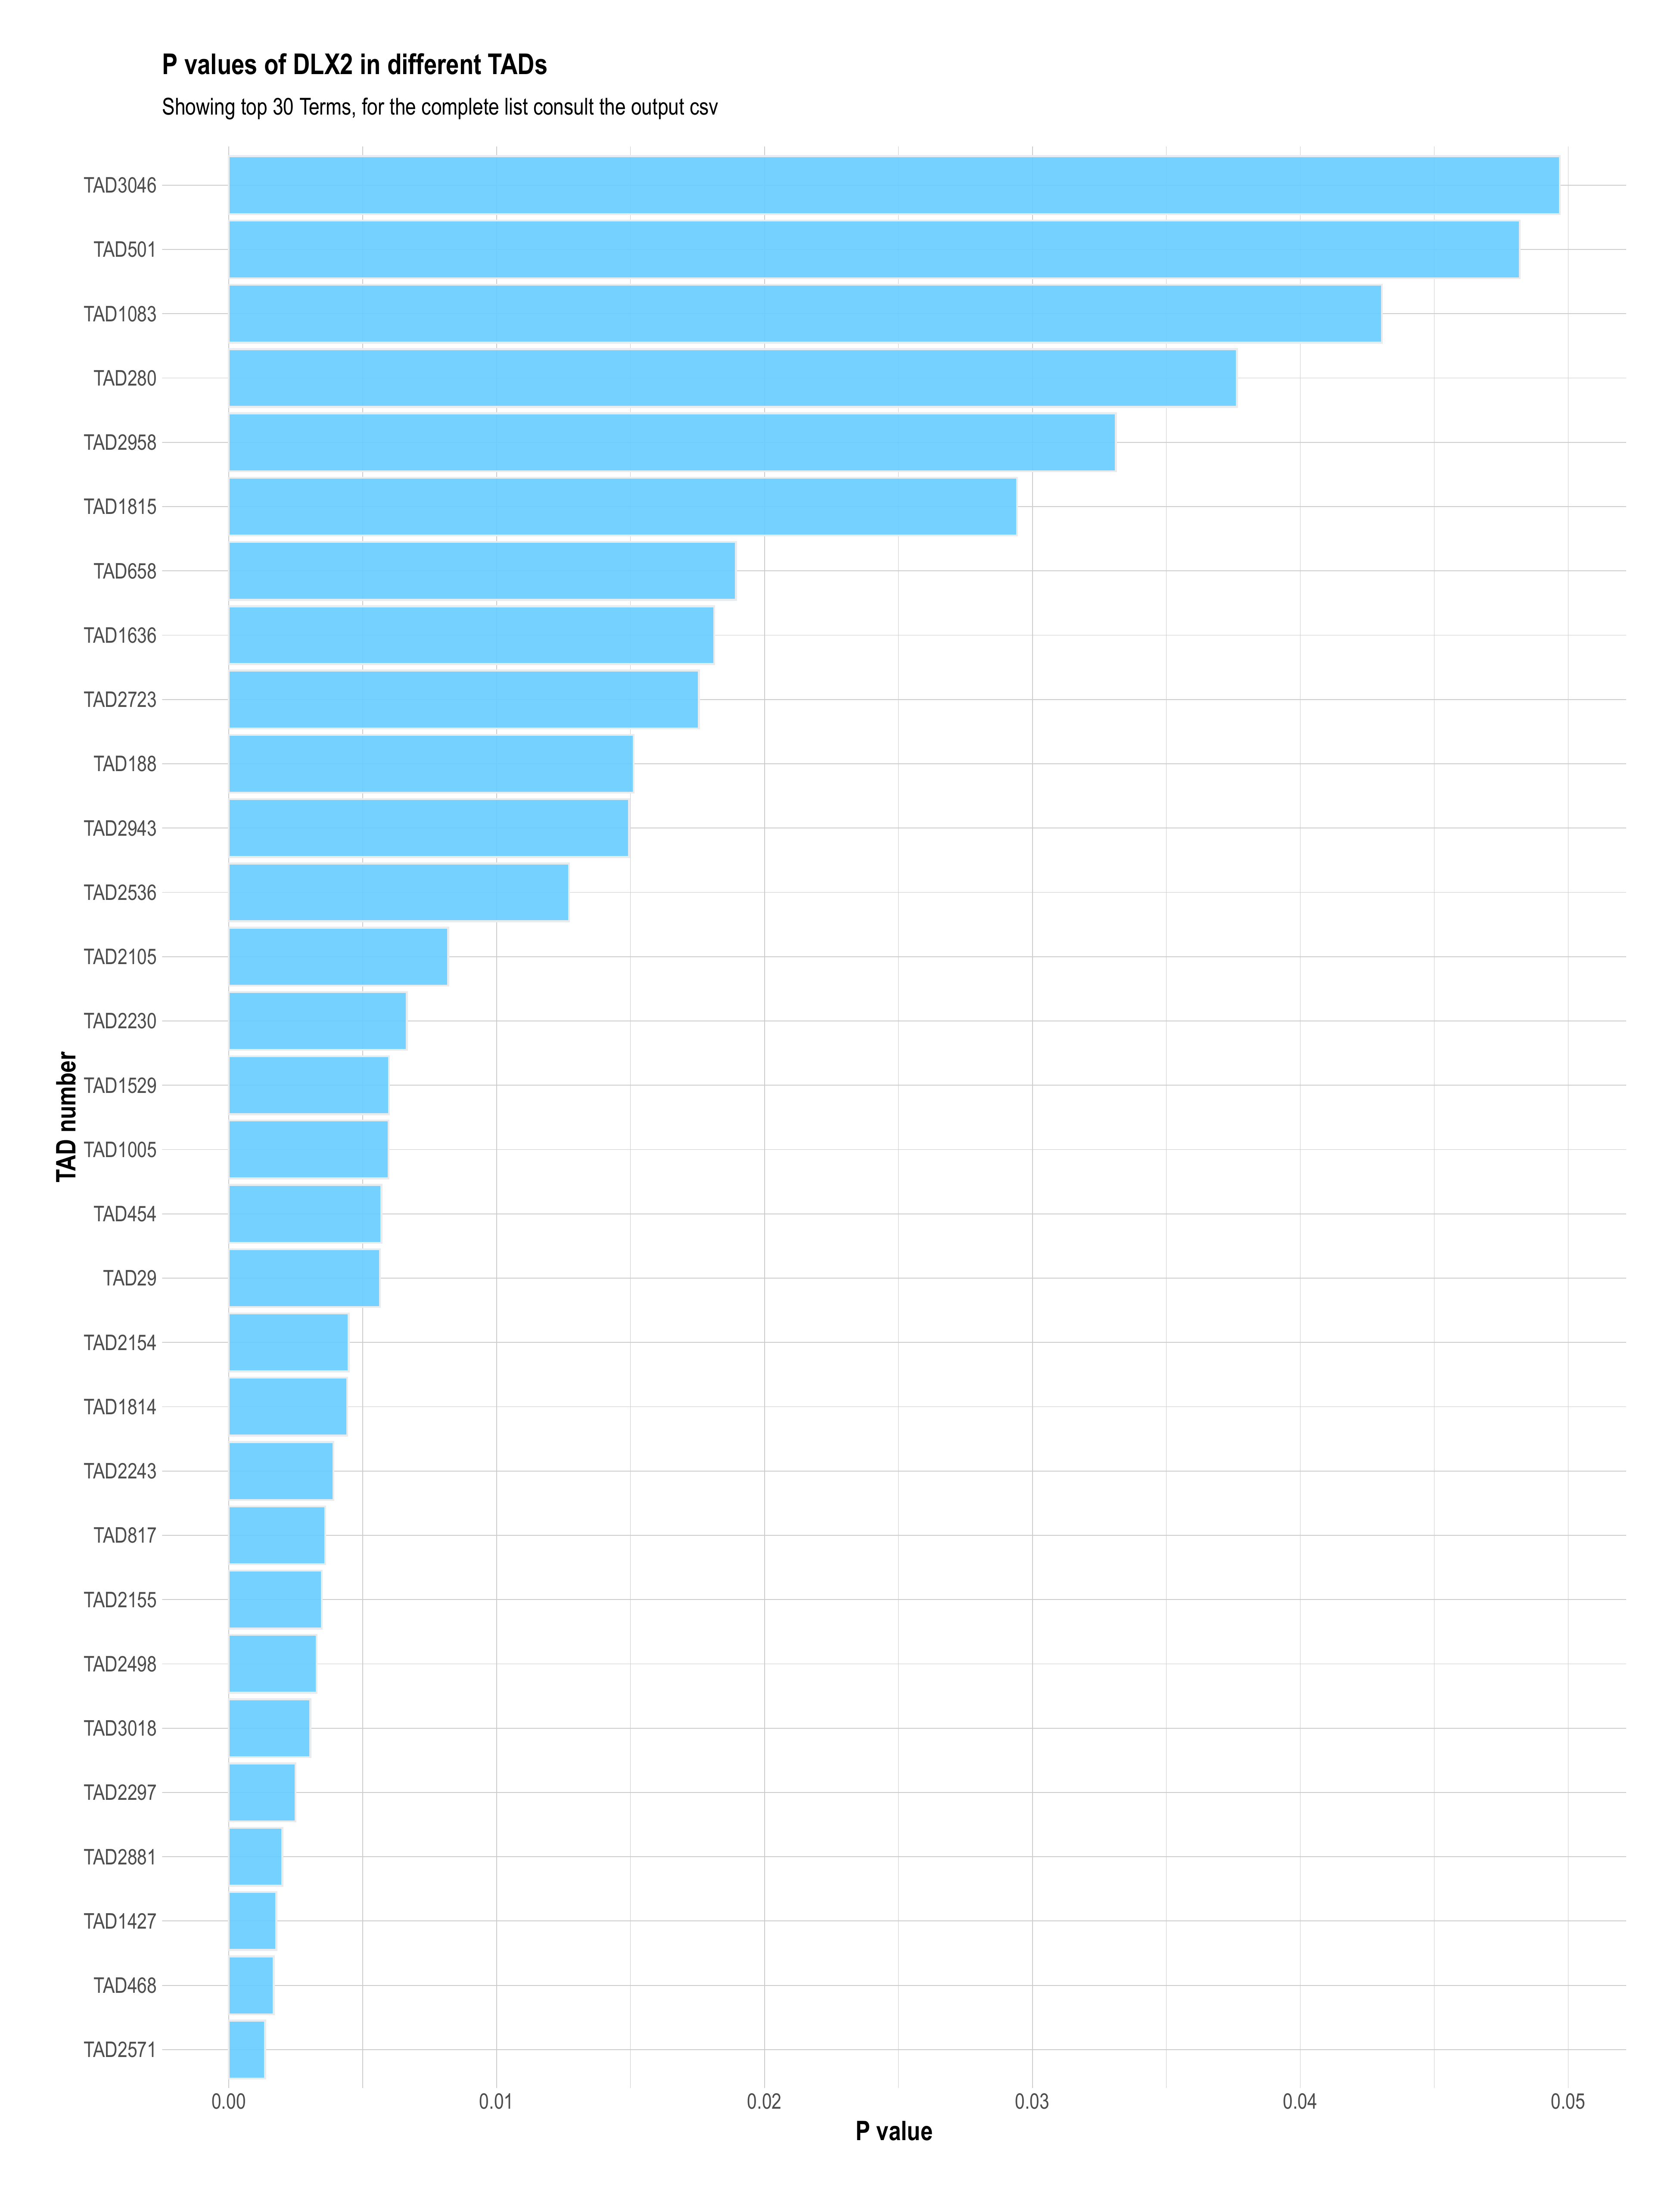 P values of DLX2 in different TADs
Showing top 30 Terms, for the complete list consult the output csv
TAD3046
TAD501
TAD1083
TAD280
TAD2958
TAD1815
TAD658
TAD1636
TAD2723
TAD188
TAD2943
TAD2536
TAD2105
TAD2230
TAD1529
TAD1005
TAD454
TAD29
TAD2154
TAD1814
TAD2243
TAD817
TAD2155
TAD2498
TAD3018
TAD2297
TAD2881
TAD1427
TAD468
TAD2571
TAD number
0.00 0.01 0.02 0.03 0.04 0.05
P value